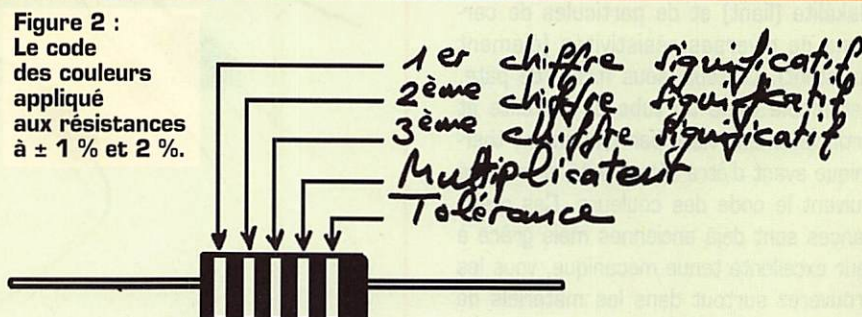 Figure 2 :
Le code
des couleurs
appliqué
aux résistances
à ± 1 % et 2 %.
1er chiffre significatif
2ème chiffre significatif
3ème chiffre significatif
Multiplicateur
Tolérance